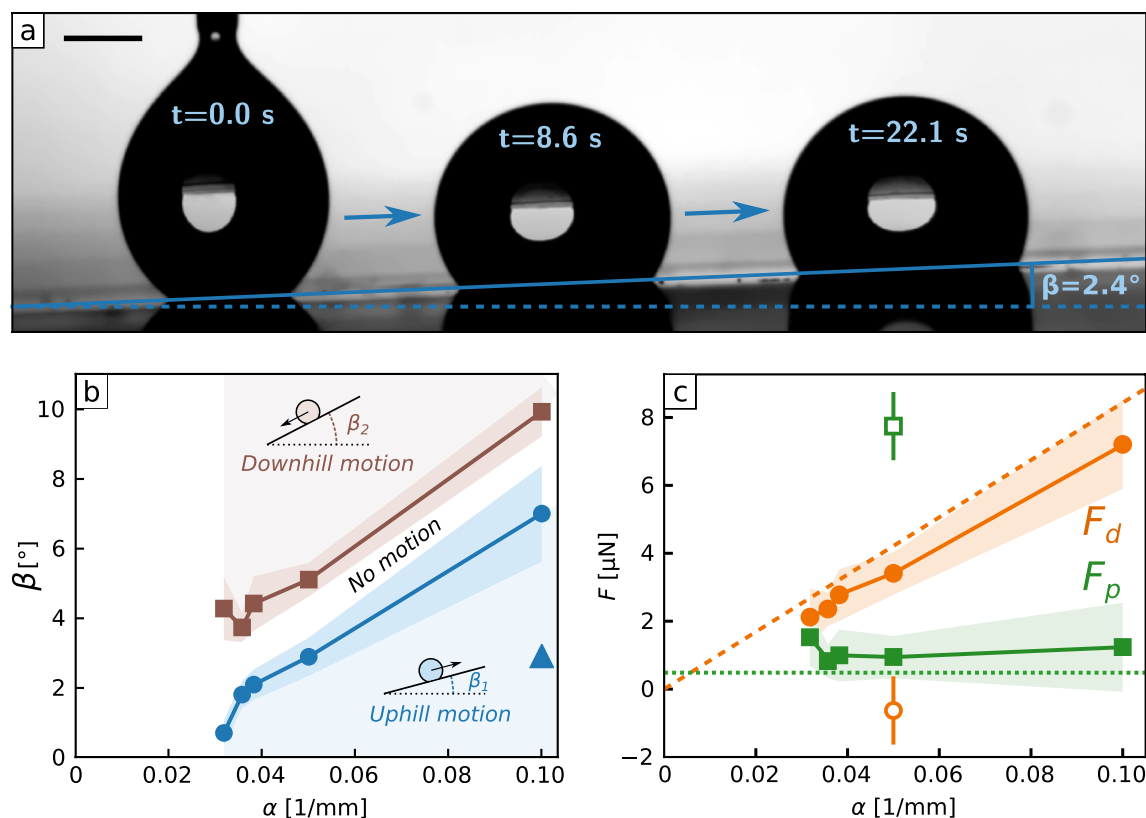 a
t=0.0 s
t=8.6 s
t=22.1 s
β=2.4°
b
10
8
6
4
2
0
β[°]
β₂
Downhill motion
No motion
β₁
Uphill motion
0
0.02
0.04
0.06
0.08
0.10
α [1/mm]
c
8
6
4
2
0
−2
F [μN]
F_d
F_p
0
0.02
0.04
0.06
0.08
0.10
α [1/mm]